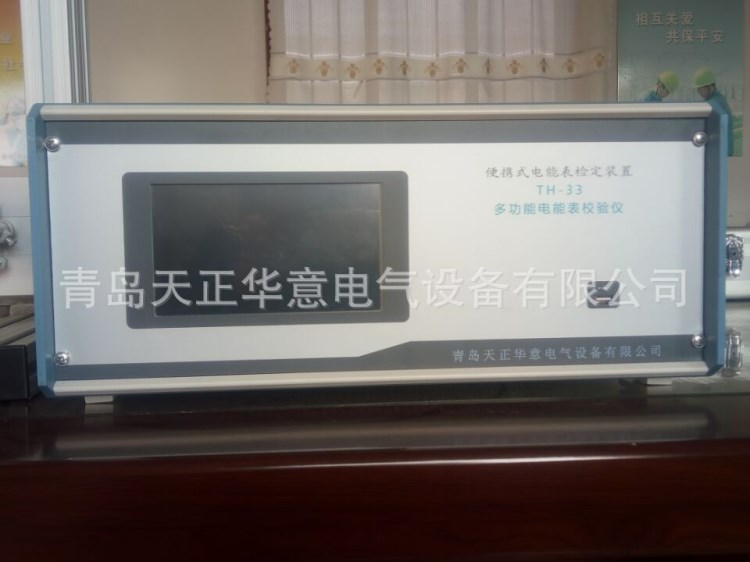 相互关爱
共保平安
业
社
便携式电能表检定装置
TH-33
多功能电能表校验仪
青岛天正华意电气设备有限公司
青岛天正华意电气设备有限公司